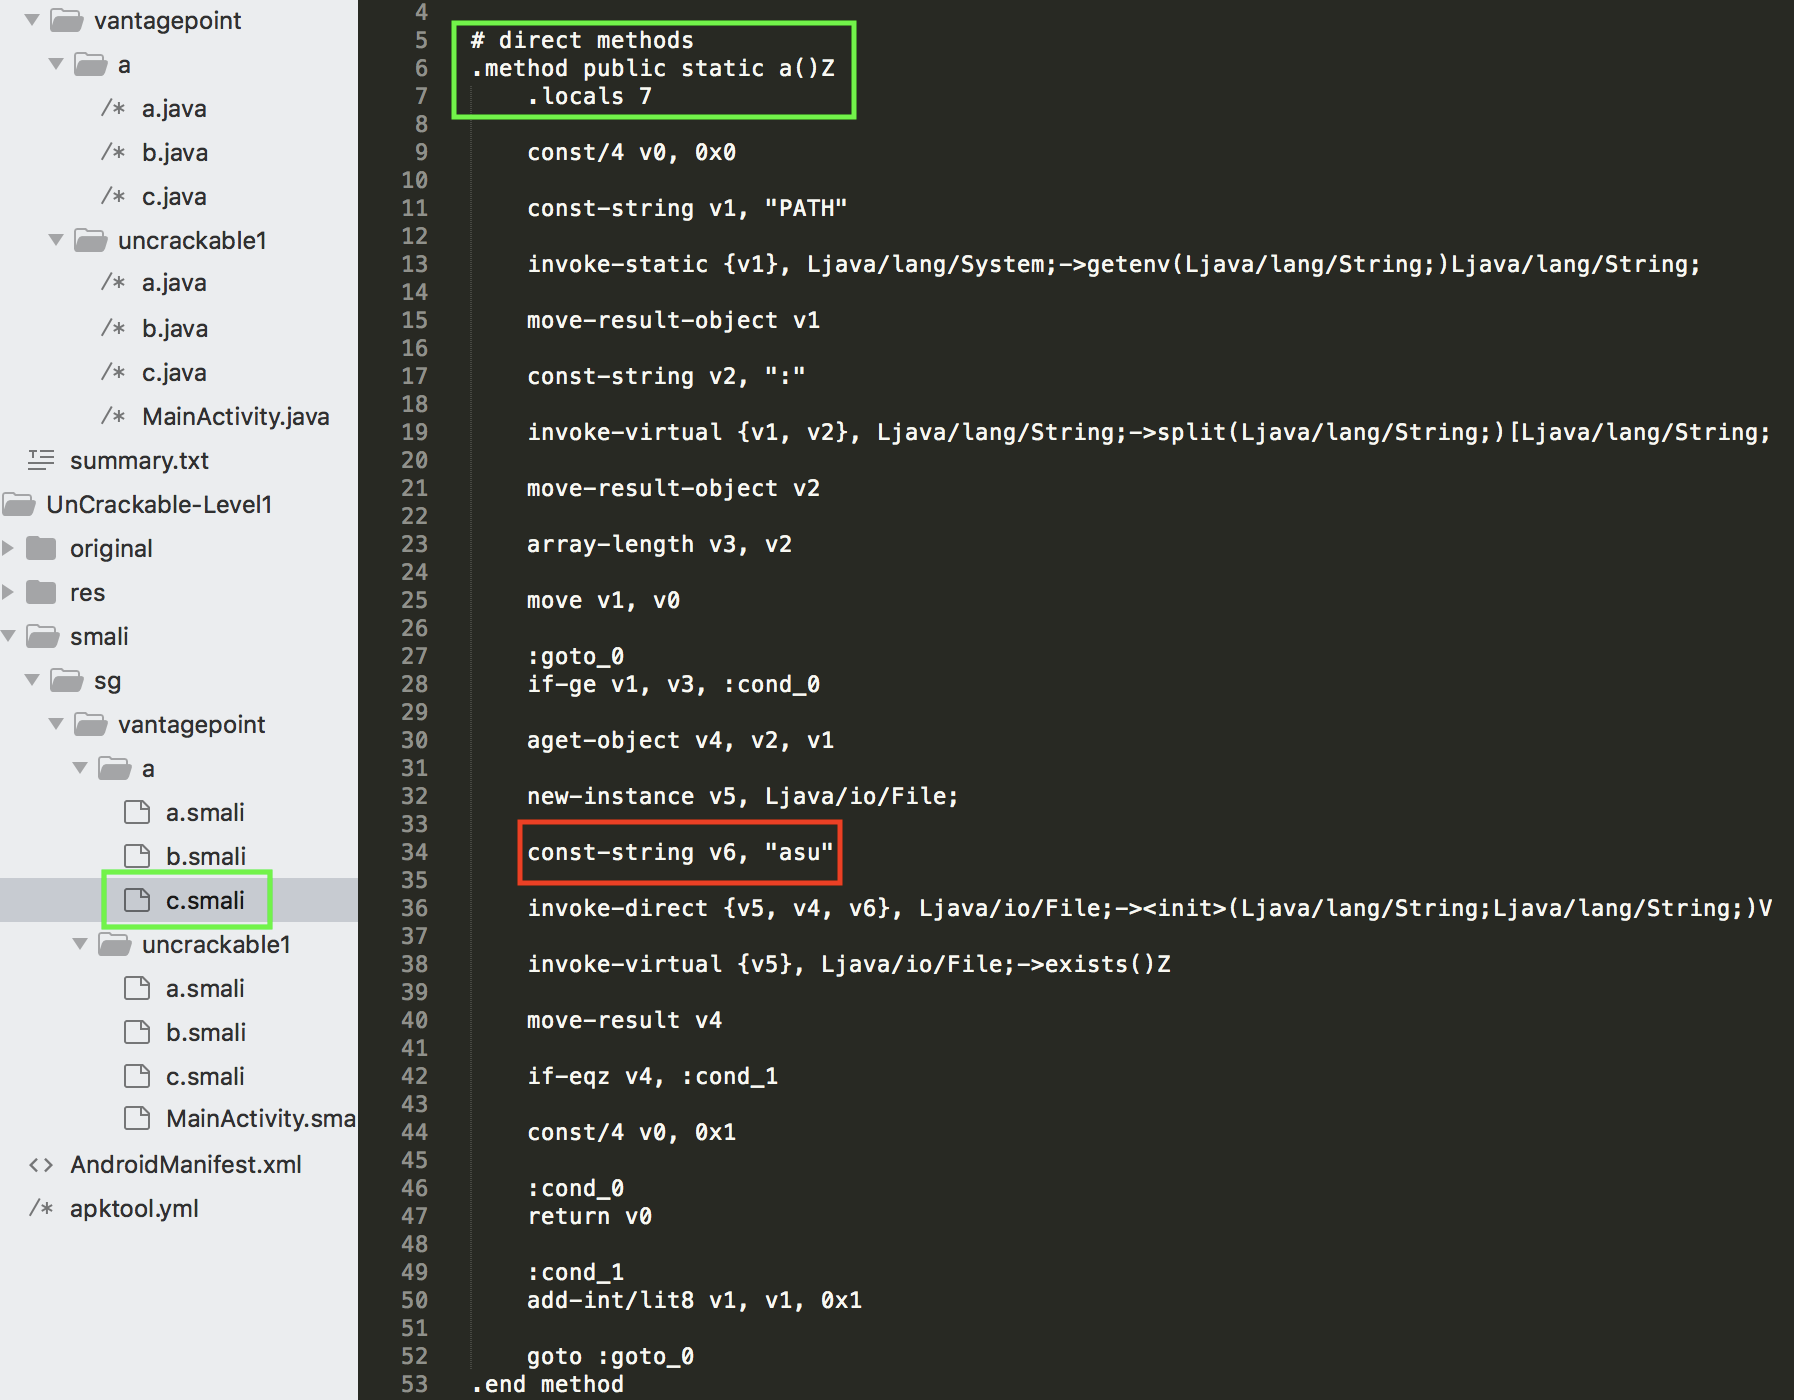 vantagepoint
a
/* a.java
/* b.java
/* c.java
uncrackable1
/* a.java
/* b.java
/* c.java
/* MainActivity.java
summary.txt
UnCrackable-Level1
original
res
smali
sg
vantagepoint
a
a.smali
b.smali
c.smali
uncrackable1
a.smali
b.smali
c.smali
MainActivity.sma
<> AndroidManifest.xml
/* apktool.yml
4
5 # direct methods
6 .method public static a()Z
7 .locals 7
8
9 const/4 v0, 0x0
10
11 const-string v1, "PATH"
12
13 invoke-static {v1}, Ljava/lang/System;->getenv(Ljava/lang/String;)Ljava/lang/String;
14
15 move-result-object v1
16
17 const-string v2, ":"
18
19 invoke-virtual {v1, v2}, Ljava/lang/String;->split(Ljava/lang/String;)[Ljava/lang/String;
20
21 move-result-object v2
22
23 array-length v3, v2
24
25 move v1, v0
26
27 :goto_0
28 if-ge v1, v3, :cond_0
29
30 aget-object v4, v2, v1
31
32 new-instance v5, Ljava/io/File;
33
34 const-string v6, "asu"
35
36 invoke-direct {v5, v4, v6}, Ljava/io/File;-><init>(Ljava/lang/String;Ljava/lang/String;)V
37
38 invoke-virtual {v5}, Ljava/io/File;->exists()Z
39
40 move-result v4
41
42 if-eqz v4, :cond_1
43
44 const/4 v0, 0x1
45
46 :cond_0
47 return v0
48
49 :cond_1
50 add-int/lit8 v1, v1, 0x1
51
52 goto :goto_0
53 .end method